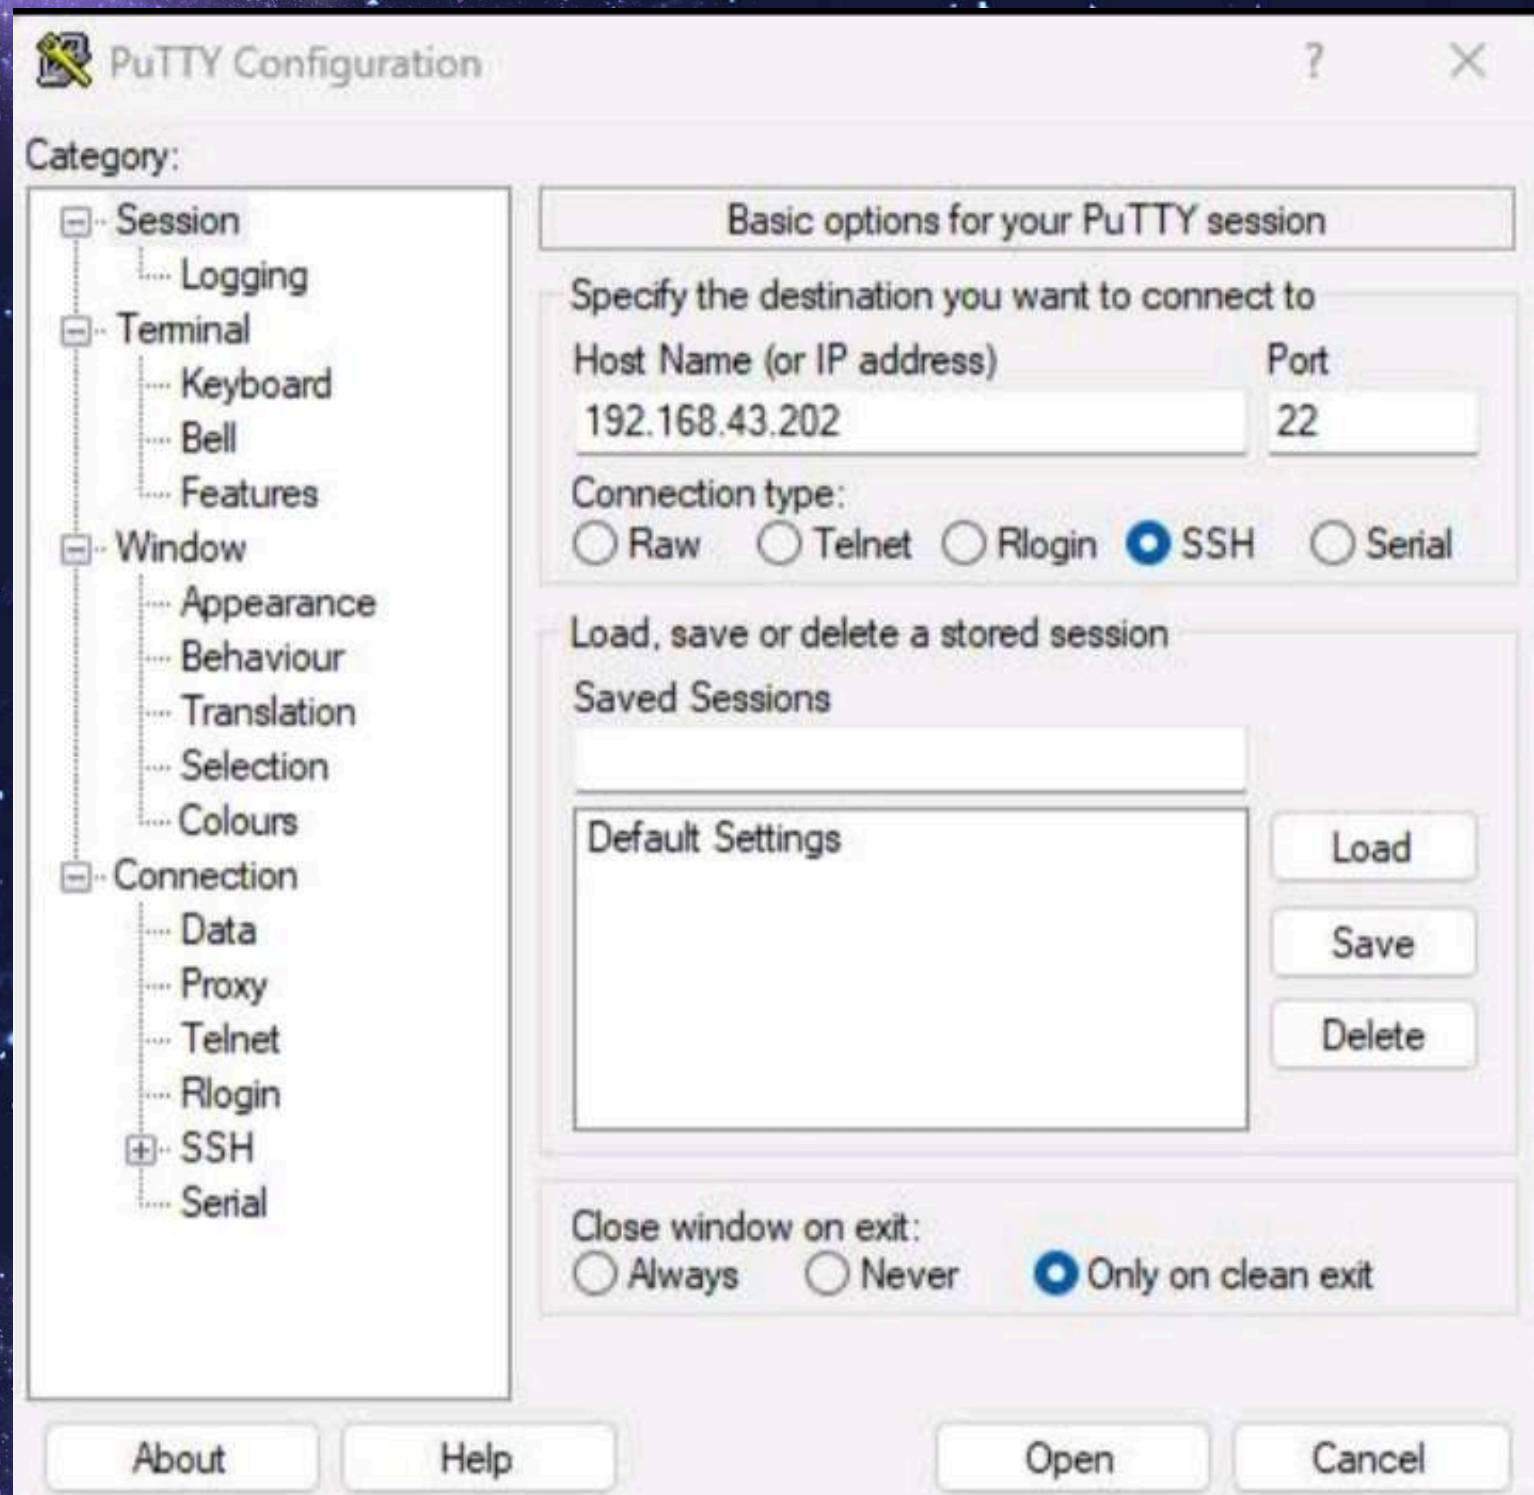 PuTTY Configuration
?
Category:
Session
Logging
Terminal
Keyboard
Bell
Features
Window
Appearance
Behaviour
Translation
Selection
Colours
Connection
Data
Proxy
Telnet
Rlogin
SSH
Serial
Basic options for your PuTTY session
Specify the destination you want to connect to
Host Name (or IP address) Port
192.168.43.202 22
Connection type:
Raw Telnet Rlogin SSH Serial
Load, save or delete a stored session
Saved Sessions
Default Settings
Load
Save
Delete
Close window on exit:
Always Never Only on clean exit
About Help Open Cancel